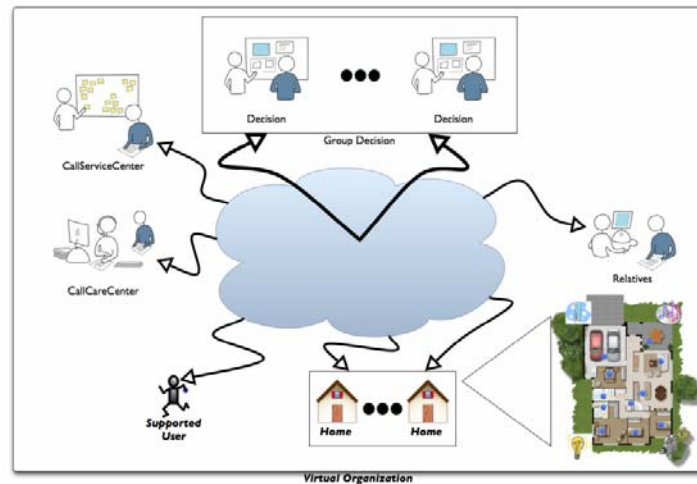 Decision
Decision
Group Decision
CallServiceCenter
CallCareCenter
Relatives
Supported
User
Home
Home
Virtual Organization